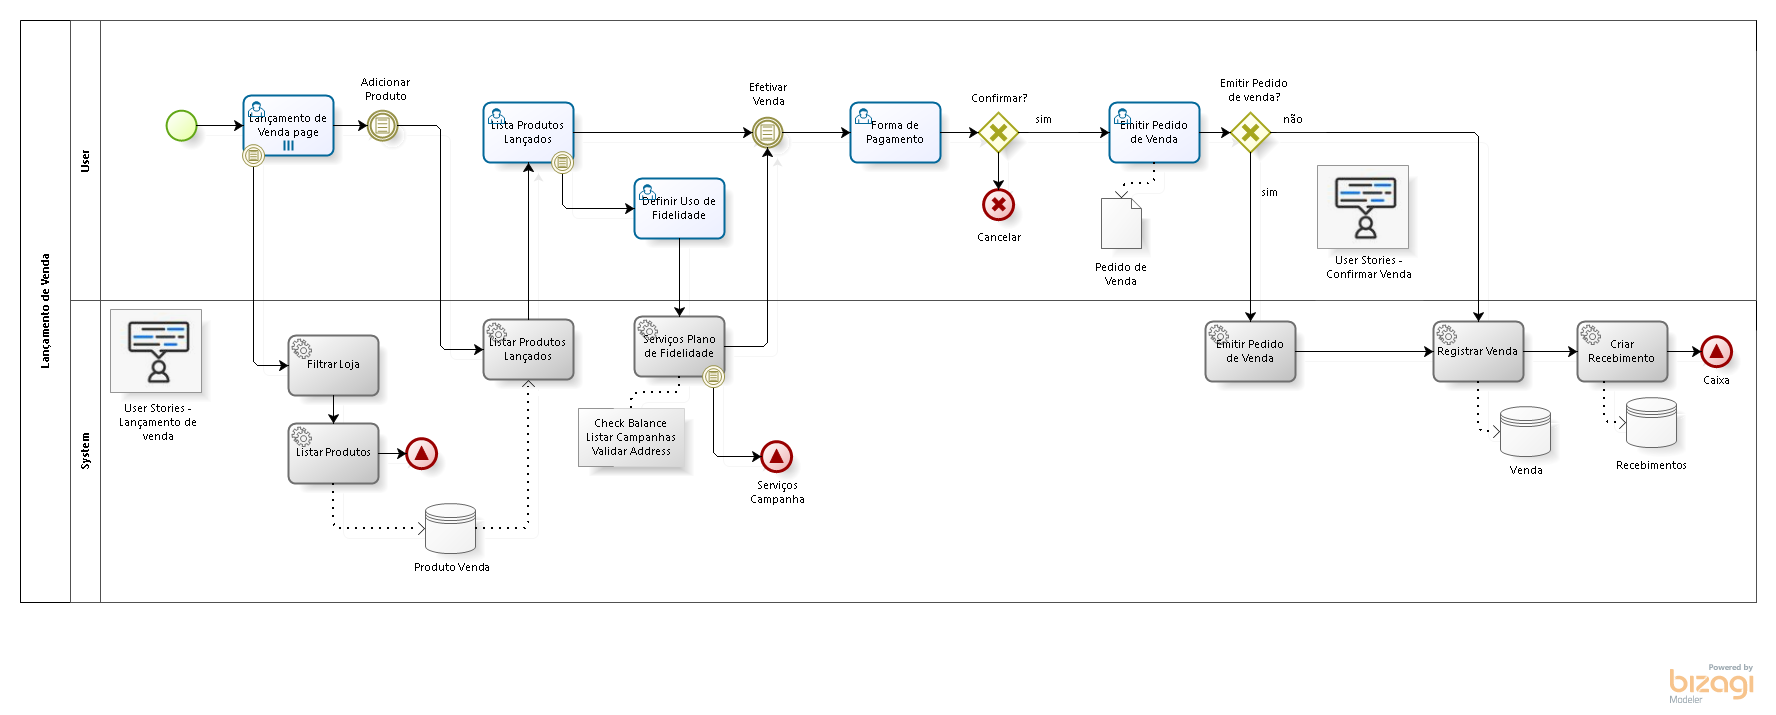 Lançamento de Venda
User
System
Lançamento de
Venda page
Adicionar
Produto
Lista Produtos
Lançados
Definir Uso de
Fidelidade
Efetivar
Venda
Forma de
Pagamento
Confirmar?
sim
Cancelar
Emitir Pedido
de Venda
Pedido de
Venda
Emitir Pedido
de venda?
não
sim
User Stories -
Confirmar Venda
User Stories -
Lançamento de
venda
Filtrar Loja
Listar Produtos
Produto Venda
Listar Produtos
Lançados
Serviços Plano
de Fidelidade
Check Balance
Listar Campanhas
Validar Address
Serviços
Campanha
Emitir Pedido
de Venda
Registrar Venda
Venda
Criar
Recebimento
Recebimentos
Caixa
Powered by
bizagi
Modeler